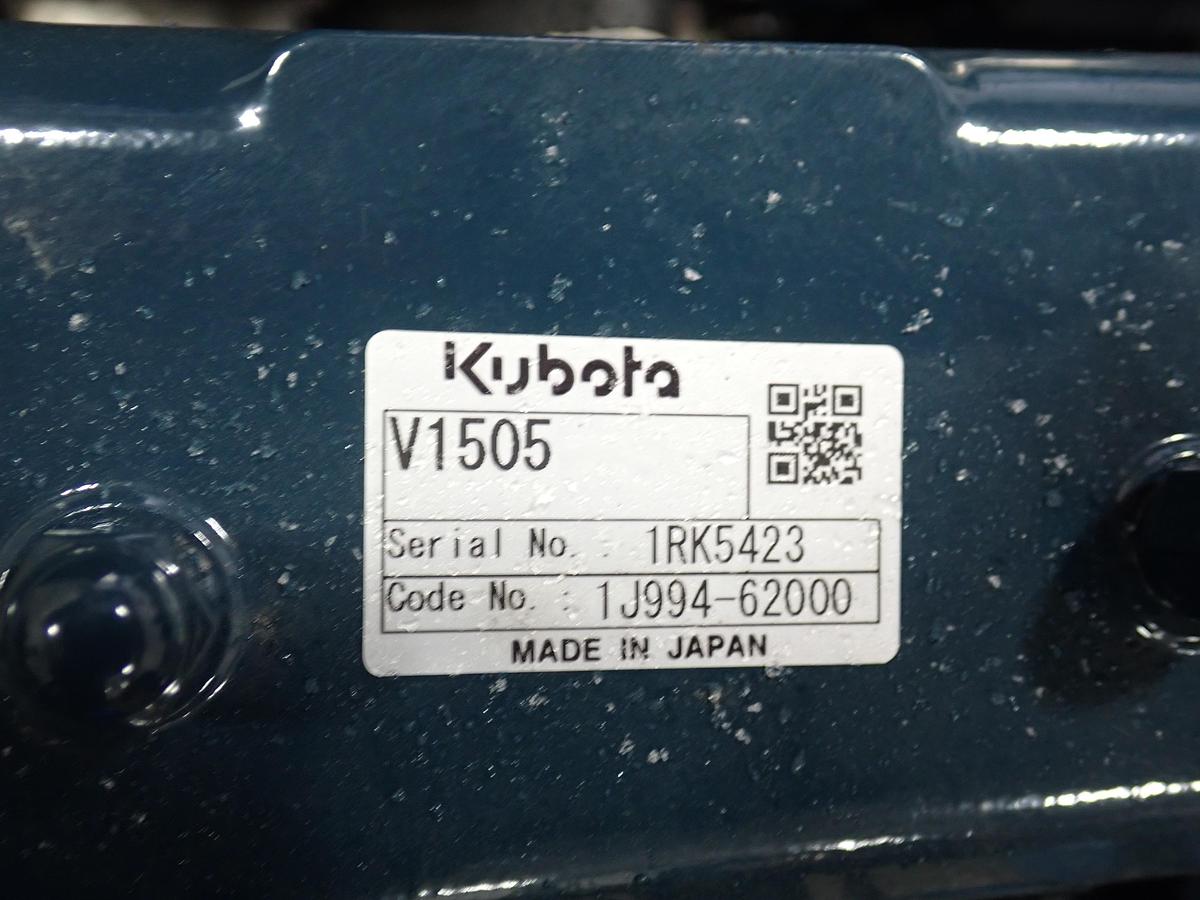 Kubota
V1505
Serial No. : 1RK5423
Code No. : 1J994-62000
MADE IN JAPAN